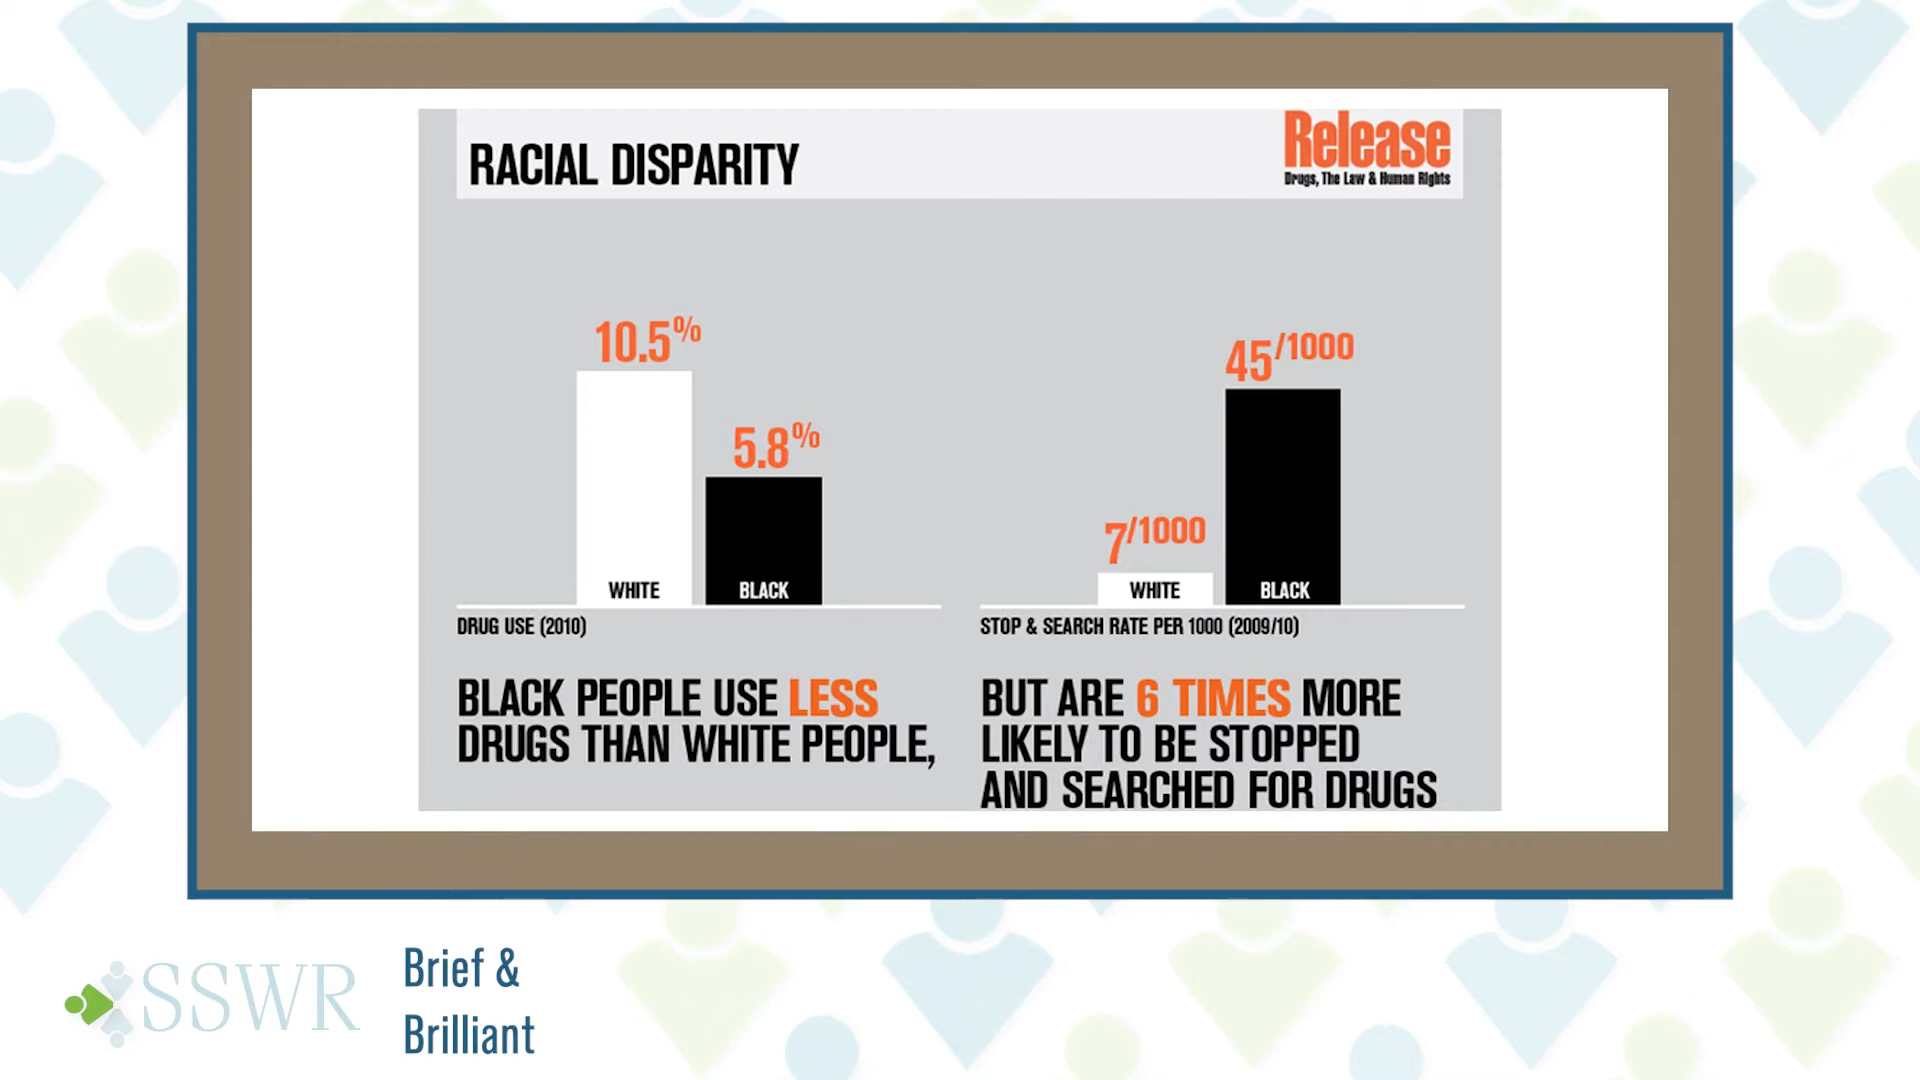 RACIAL DISPARITY
Release
Drugs, The Law & Human Rights
10.5%
5.8%
WHITE
BLACK
DRUG USE (2010)
BLACK PEOPLE USE LESS
DRUGS THAN WHITE PEOPLE,
45/1000
7/1000
WHITE
BLACK
STOP & SEARCH RATE PER 1000 (2009/10)
BUT ARE 6 TIMES MORE
LIKELY TO BE STOPPED
AND SEARCHED FOR DRUGS
SSWR
Brief &
Brilliant